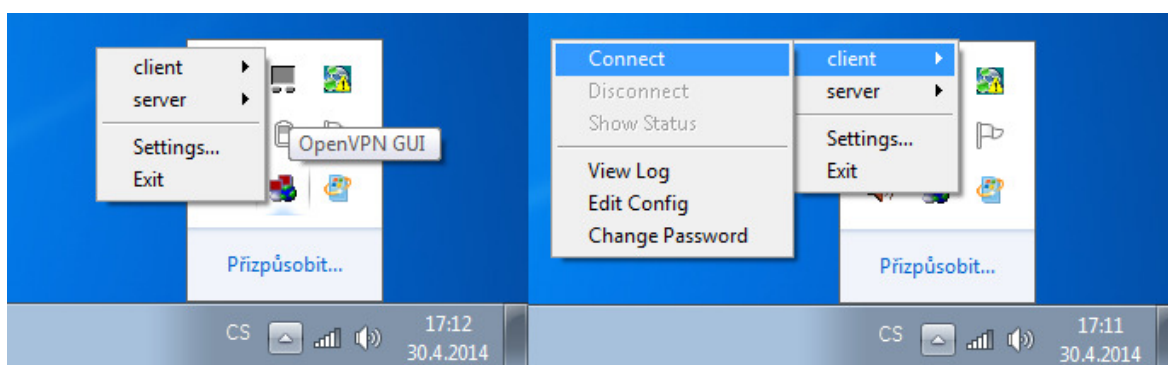 client
server
Settings...
Exit
OpenVPN GUI
Přizpůsobit...
CS
17:12
30.4.2014
Connect
Disconnect
Show Status
View Log
Edit Config
Change Password
client
server
Settings...
Exit
Přizpůsobit...
CS
17:11
30.4.2014